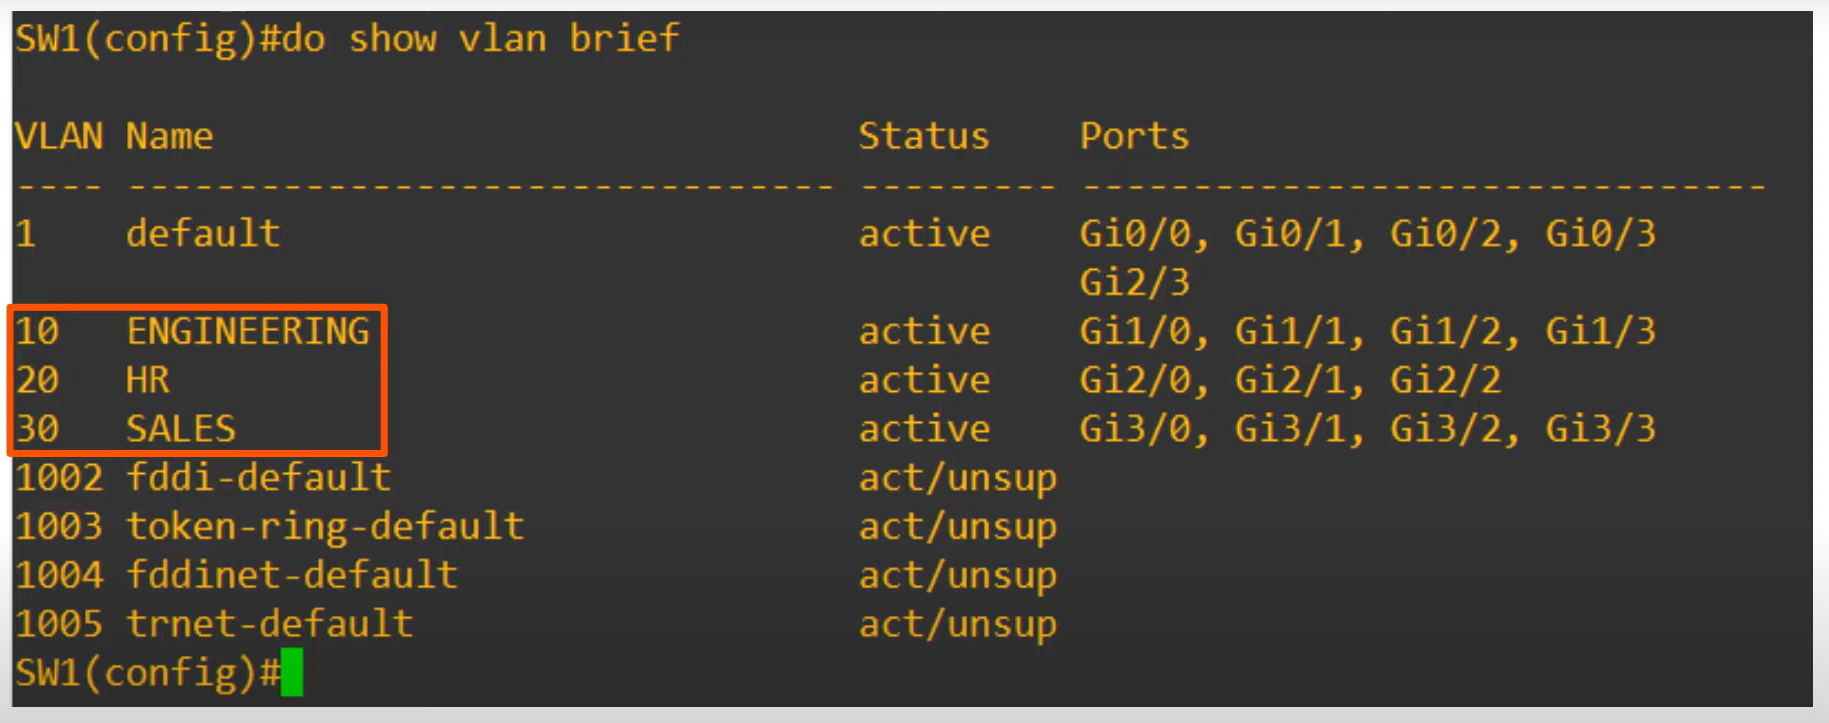 SW1(config)#do show vlan brief
VLAN Name                             Status    Ports
---- -------------------------------- --------- -------------------------------
1    default                          active    Gi0/0, Gi0/1, Gi0/2, Gi0/3
                                                Gi2/3
10   ENGINEERING                      active    Gi1/0, Gi1/1, Gi1/2, Gi1/3
20   HR                               active    Gi2/0, Gi2/1, Gi2/2
30   SALES                            active    Gi3/0, Gi3/1, Gi3/2, Gi3/3
1002 fddi-default                     act/unsup
1003 token-ring-default               act/unsup
1004 fddinet-default                  act/unsup
1005 trnet-default                    act/unsup
SW1(config)#